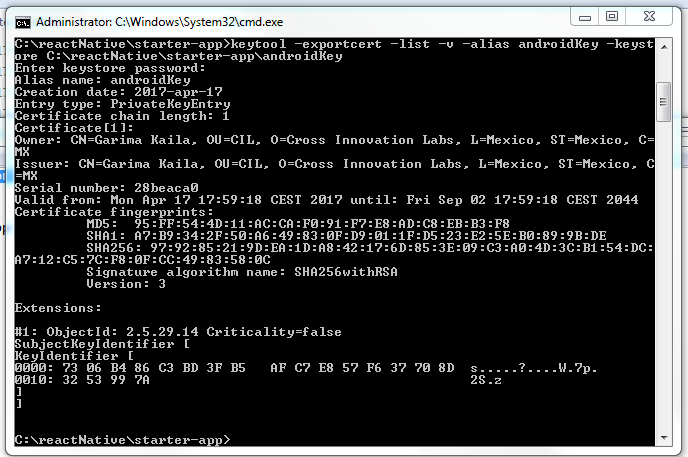 Administrator: C:\Windows\System32\cmd.exe
C:\reactNative\starter-app>keytool -exportcert -list -v -alias androidKey -keyst
ore C:\reactNative\starter-app\androidKey
Enter keystore password:
Alias name: androidKey
Creation date: 2017-apr-17
Entry type: PrivateKeyEntry
Certificate chain length: 1
Certificate[1]:
Owner: CN=Garima Kaila, OU=CIL, O=Cross Innovation Labs, L=Mexico, ST=Mexico, C=
MX
Issuer: CN=Garima Kaila, OU=CIL, O=Cross Innovation Labs, L=Mexico, ST=Mexico, C
=MX
Serial number: 28beaca0
Valid from: Mon Apr 17 17:59:18 CEST 2017 until: Fri Sep 02 17:59:18 CEST 2044
Certificate fingerprints:
MD5:  95:FF:54:4D:11:AC:CA:F0:91:F7:E8:AD:C8:EB:B3:F8
SHA1: A7:B9:34:2F:50:A6:49:83:0F:D9:01:1F:D5:23:E2:5E:B0:89:9B:DE
SHA256: 97:92:85:21:9D:EA:1D:A8:42:17:6D:85:3E:09:C3:A0:4D:3C:B1:54:DC:
A7:12:C5:7C:F8:0F:CC:49:83:58:0C
Signature algorithm name: SHA256withRSA
Version: 3
Extensions:
#1: ObjectId: 2.5.29.14 Criticality=false
SubjectKeyIdentifier [
KeyIdentifier [
0000: 73 06 B4 86 C3 BD 3F B5   AF C7 E8 57 F6 37 70 8D  s.....?....W.7p.
0010: 32 53 99 7A                                        2S.z
]
]
C:\reactNative\starter-app>